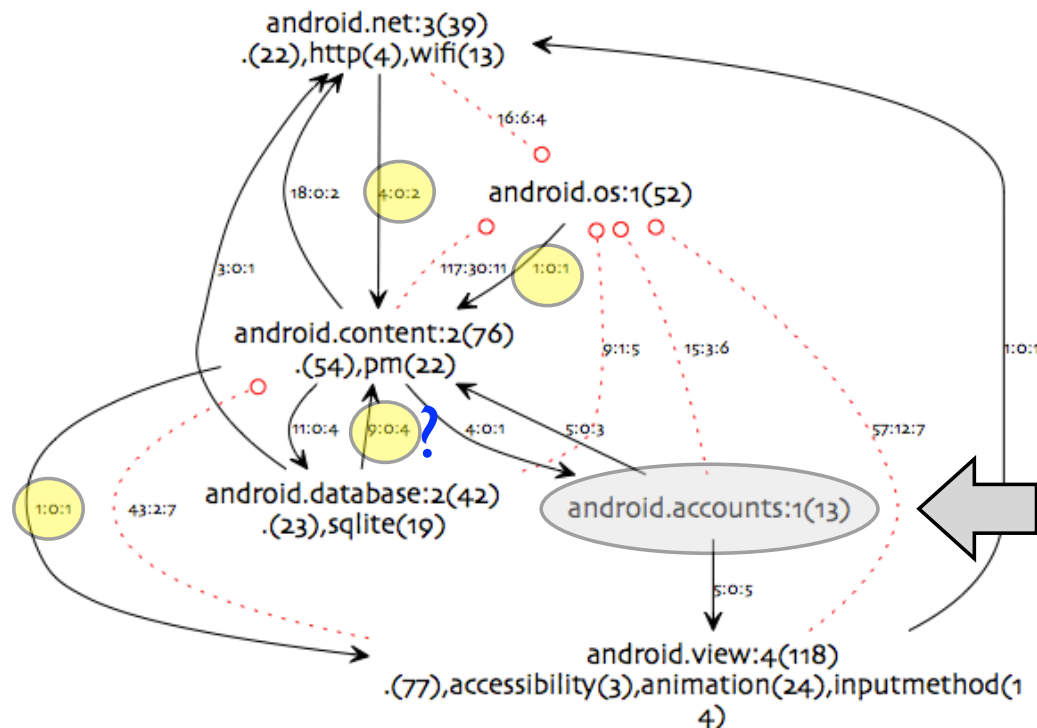 android.net:3(39)
.(22),http(4),wifi(13)
16:6:4
18:0:2
4:0:2
android.os:1(52)
3:0:1
117:30:11
1:0:1
android.content:2(76)
.(54),pm(22)
9:1:5
15:3:6
1:0:1
11:0:4
9:0:4
?
4:0:1
5:0:3
57:12:7
android.database:2(42)
.(23),sqlite(19)
android.accounts:1(13)
1:0:1
43:2:7
5:0:5
android.view:4(118)
.(77),accessibility(3),animation(24),inputmethod(1
4)